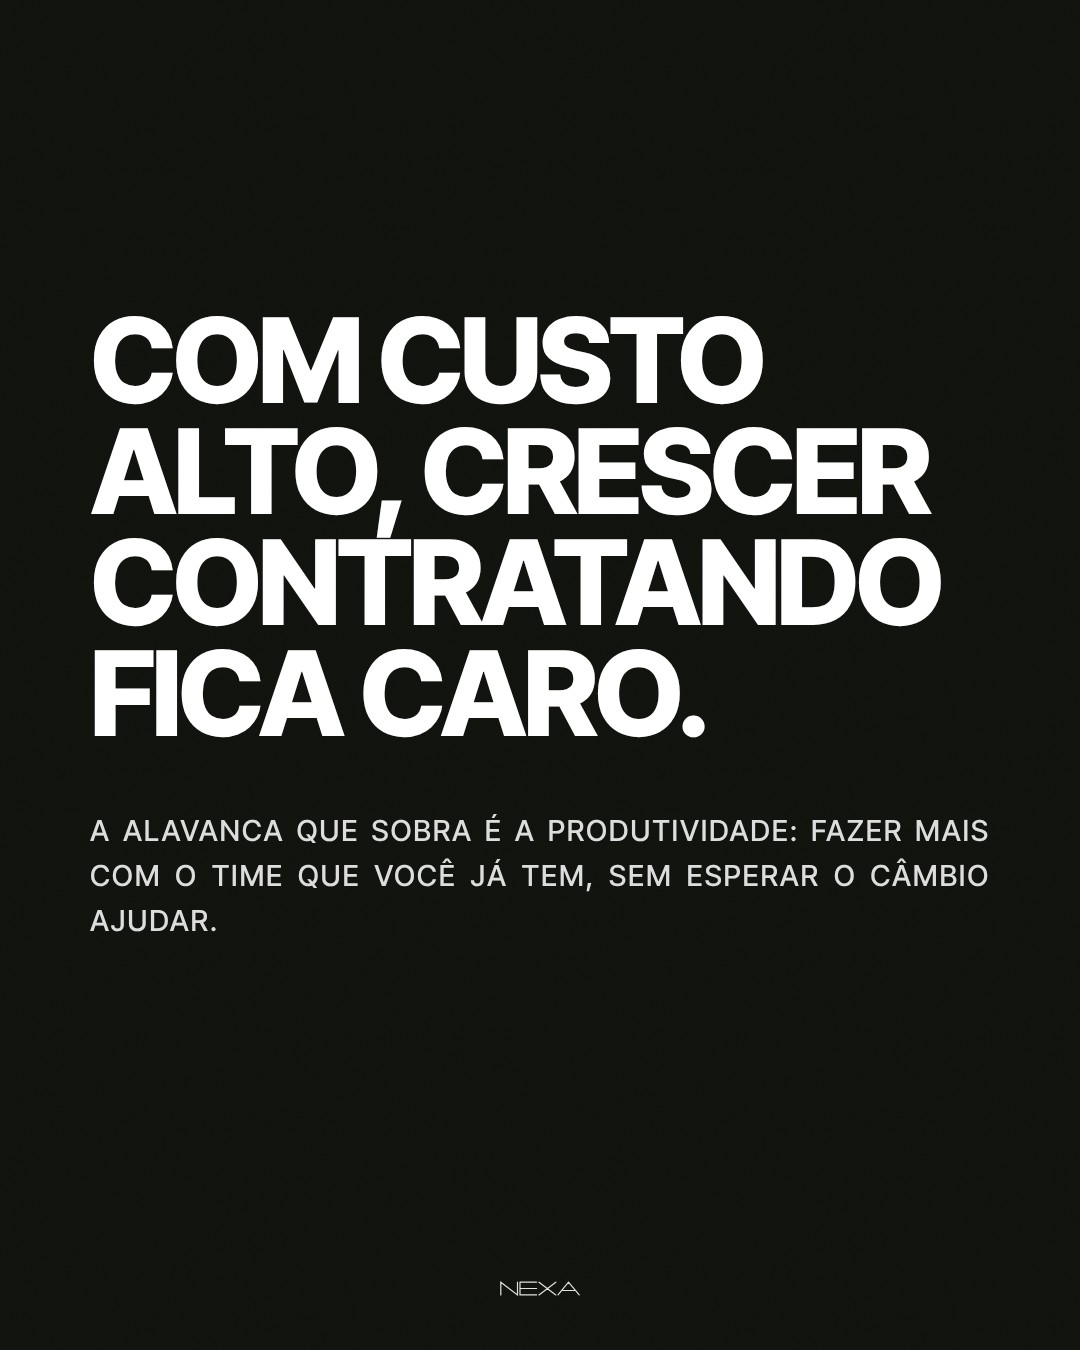 COM CUSTO
ALTO, CRESCER
CONTRATANDO
FICA CARO.
A ALAVANCA QUE SOBRA É A PRODUTIVIDADE: FAZER MAIS
COM O TIME QUE VOCÊ JÁ TEM, SEM ESPERAR O CÂMBIO
AJUDAR.
NEXA